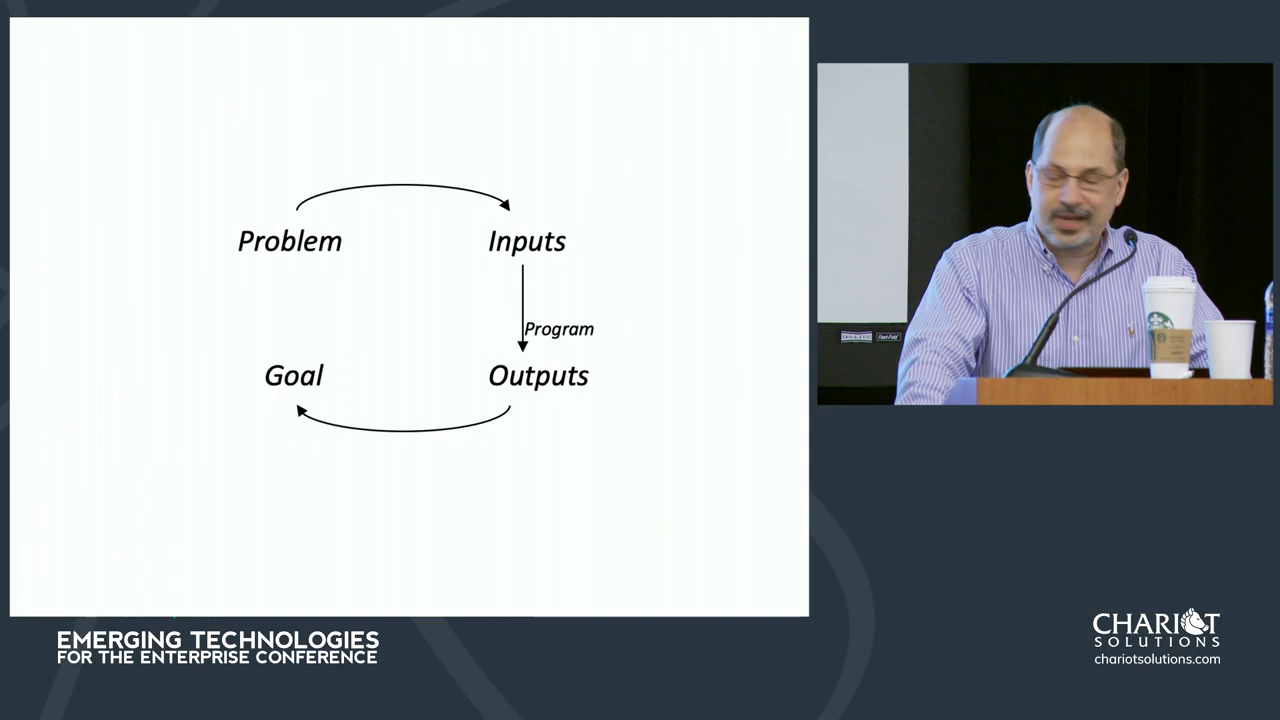 Problem
Inputs
Program
Goal
Outputs
EMERGING TECHNOLOGIES
FOR THE ENTERPRISE CONFERENCE
CHARIOT
SOLUTIONS
chariotsolutions.com